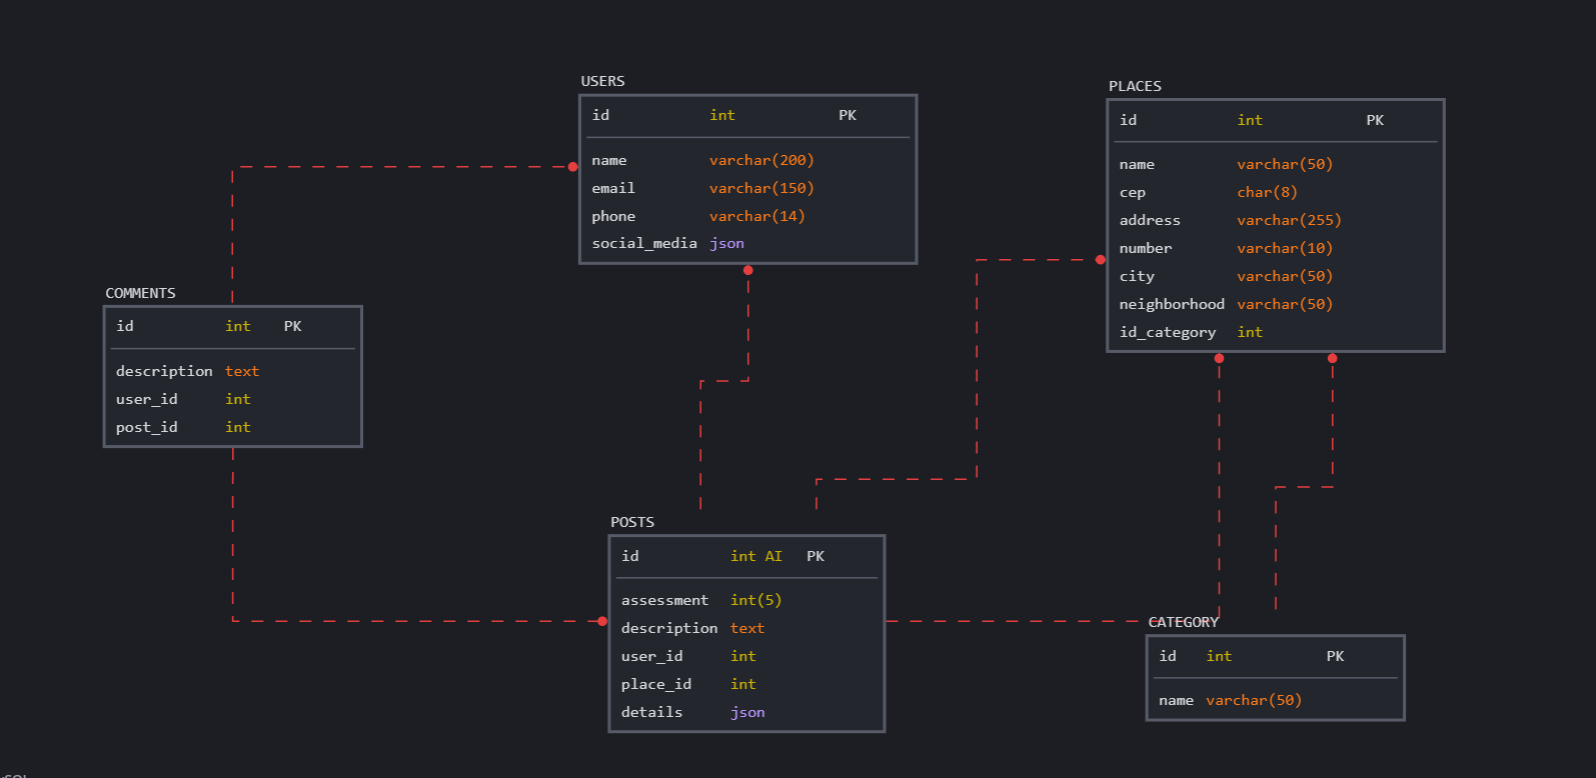 USERS
id int PK
name varchar(200)
email varchar(150)
phone varchar(14)
social_media json
PLACES
id int PK
name varchar(50)
cep char(8)
address varchar(255)
number varchar(10)
city varchar(50)
neighborhood varchar(50)
id_category int
COMMENTS
id int PK
description text
user_id int
post_id int
POSTS
id int AI PK
assessment int(5)
description text
user_id int
place_id int
details json
CATEGORY
id int PK
name varchar(50)